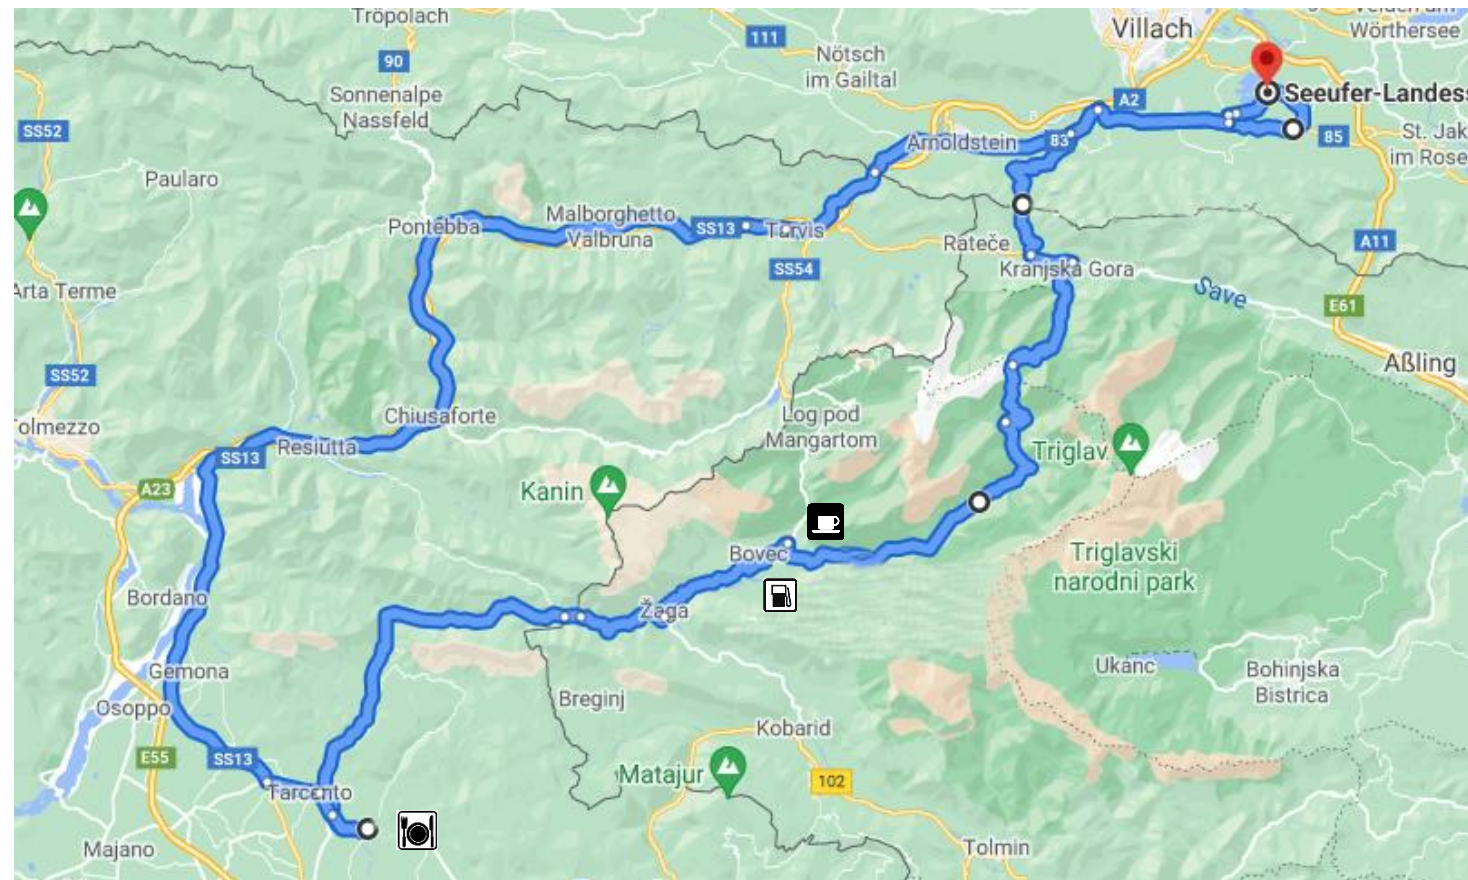 Tröpolach
Villach
Wörthersee
111
Nötsch
im Gailtal
90
Sonnenalpe
Nassfeld
A2
Seeufer-Landess
SS52
Arnoldstein
83
85
St. Jak
im Rose
Paularo
Pontebba
Malborghetto
Valbruna
SS13
Tarvis
Rateče
A11
SS54
Kranjska Gora
Arta Terme
Save
E61
SS52
Aßling
Chiusaforte
Log pod
Mangartom
Tolmezzo
Resiutta
SS13
Triglav
A23
Kanin
Bovec
Triglavski
narodni park
Bordano
Žaga
Gemona
Ukanc
Bohinjska
Bistrica
Osoppo
Breginj
Kobarid
E55
SS13
Matajur
102
Tarcento
Majano
Tolmin